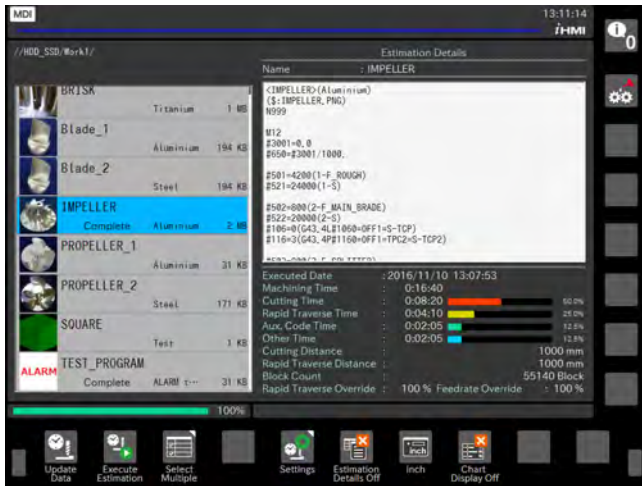 MDI
13:11:14
iHMI
0
//HDD_SSD/Work1/
Estimation Details
Name : IMPELLER
BRISK
Titanium 1 MB
Blade_1
Aluminium 194 KB
Blade_2
Steel 194 KB
IMPELLER
Complete Aluminium 2 MB
PROPELLER_1
Aluminium 31 KB
PROPELLER_2
Steel 171 KB
SQUARE
Test 1 KB
ALARM
TEST_PROGRAM
Complete ALARM t… 31 KB
<IMPELLER>(Aluminium)
($:IMPELLER,PNG)
N999
M12
#3001=0.0
#650=#3001/1000.
#501=4200(1-F_ROUGH)
#521=24000(1-S)
#502=800(2-F_MAIN_BRADE)
#522=20000(2-S)
#106=0(G43.4L#1060=OFF1=S-TCP)
#116=3(G43.4P#1160=OFF1=TPC2=S-TCP2)
Executed Date :2016/11/10 13:07:53
Machining Time : 0:16:40
Cutting Time : 0:08:20 50.0%
Rapid Traverse Time : 0:04:10 25.0%
Aux. Code Time : 0:02:05 12.5%
Other Time : 0:02:05 12.5%
Cutting Distance : 1000 mm
Rapid Traverse Distance : 1000 mm
Block Count : 55140 Block
Rapid Traverse Override : 100 % Feedrate Override : 100 %
100%
Update Data
Execute Estimation
Select Multiple
Settings
Estimation Details Off
inch
Inch
Chart Display Off